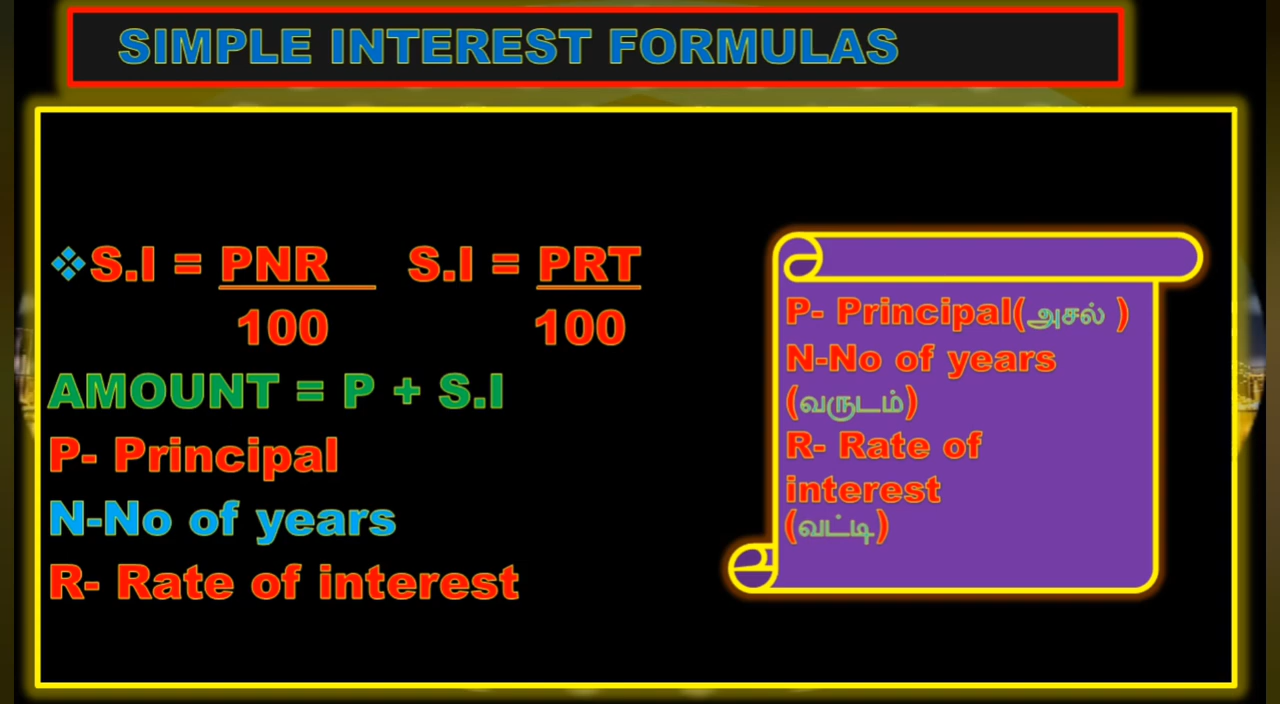 SIMPLE INTEREST FORMULAS
❖S.I = PNR S.I = PRT
100 100
AMOUNT = P + S.I
P- Principal
N-No of years
R- Rate of interest
P- Principal(அசல் )
N-No of years
(வருடம்)
R- Rate of
interest
(வட்டி)